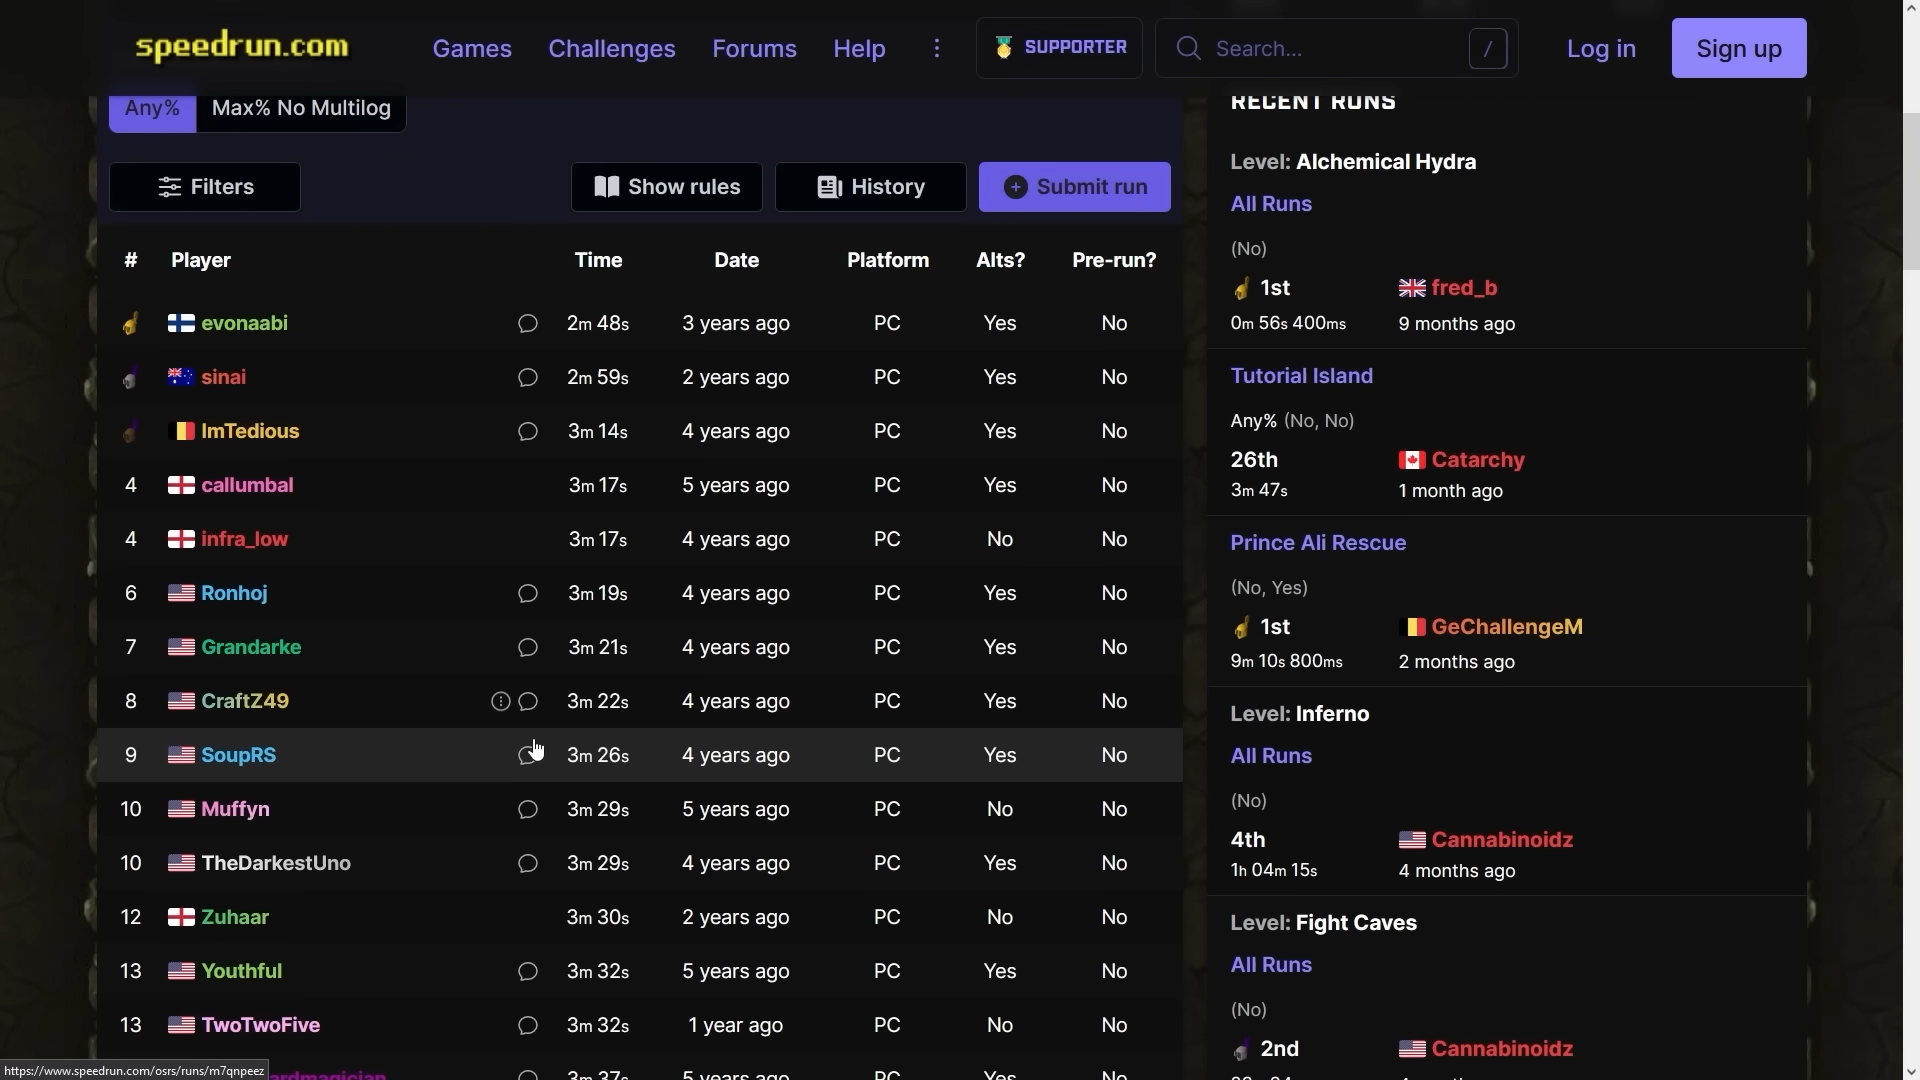 speedrun.com Games Challenges Forums Help SUPPORTER Search... / Log in Sign up
Any% Max% No Multilog
Filters Show rules History Submit run
# Player Time Date Platform Alts? Pre-run?
evonaabi 2m 48s 3 years ago PC Yes No
sinai 2m 59s 2 years ago PC Yes No
ImTedious 3m 14s 4 years ago PC Yes No
4 callumbal 3m 17s 5 years ago PC Yes No
4 infra_low 3m 17s 4 years ago PC No No
6 Ronhoj 3m 19s 4 years ago PC Yes No
7 Grandarke 3m 21s 4 years ago PC Yes No
8 CraftZ49 3m 22s 4 years ago PC Yes No
9 SoupRS 3m 26s 4 years ago PC Yes No
10 Muffyn 3m 29s 5 years ago PC No No
10 TheDarkestUno 3m 29s 4 years ago PC Yes No
12 Zuhaar 3m 30s 2 years ago PC No No
13 Youthful 3m 32s 5 years ago PC Yes No
13 TwoTwoFive 3m 32s 1 year ago PC No No
3m 37s PC Yes No
RECENT RUNS
Level: Alchemical Hydra
All Runs
(No)
1st fred_b
0m 56s 400ms 9 months ago
Tutorial Island
Any% (No, No)
26th Catarchy
3m 47s 1 month ago
Prince Ali Rescue
(No, Yes)
1st GeChallengeM
9m 10s 800ms 2 months ago
Level: Inferno
All Runs
(No)
4th Cannabinoidz
1h 04m 15s 4 months ago
Level: Fight Caves
All Runs
(No)
2nd Cannabinoidz
https://www.speedrun.com/osrs/runs/m7qnpeez